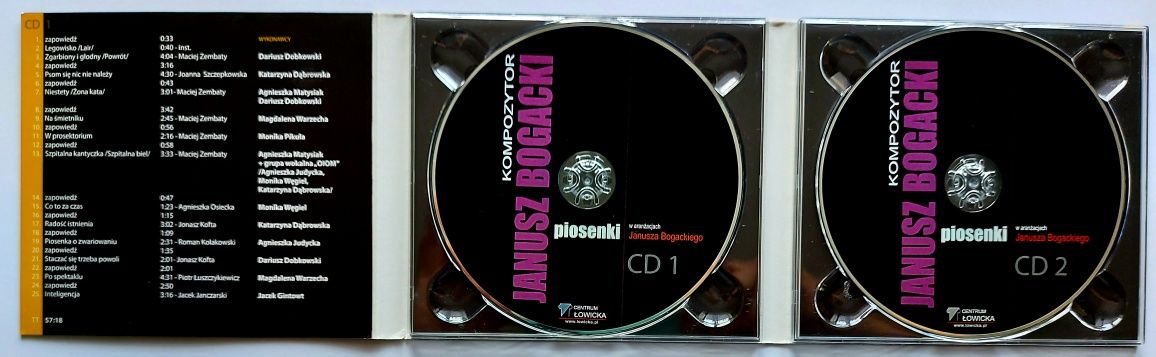 CD 1
WYKONAWCY
1. zapowiedź 0:33
2. Legowisko /Lair/ 0:40 - inst.
3. Zgarbiony i głodny /Powrót/ 4:04 - Maciej Zembaty Dariusz Dobkowski
4. zapowiedź 3:16
5. Psom się nic nie należy 4:30 - Joanna Szczepkowska Katarzyna Dąbrowska
6. zapowiedź 0:43
7. Niestety /Żona kata/ 3:01- Maciej Zembaty Agnieszka Matysiak
Dariusz Dobkowski
8. zapowiedź 3:42
9. Na śmietniku 2:45 - Maciej Zembaty Magdalena Warzecha
10. zapowiedź 0:56
11. W prosektorium 2:16 - Maciej Zembaty Monika Pikuła
12. zapowiedź 0:58
13. Szpitalna kantyczka /Szpitalna biel/ 3:33 - Maciej Zembaty Agnieszka Matysiak
+ grupa wokalna „OIOM"
/Agnieszka Judycka,
Monika Węgiel,
Katarzyna Dąbrowska/
14. zapowiedź 0:47
15. Co to za czas 1:23 - Agnieszka Osiecka Monika Węgiel
16. zapowiedź 1:15
17. Radość istnienia 3:02 - Jonasz Kofta Katarzyna Dąbrowska
18. zapowiedź 1:09
19. Piosenka o zwariowaniu 2:31 - Roman Kołakowski Agnieszka Judycka
20. zapowiedź 1:35
21. Staczać się trzeba powoli 2:01- Jonasz Kofta Dariusz Dobkowski
22. zapowiedź 2:01
23. Po spektaklu 4:31 - Piotr Łuszczykiewicz Magdalena Warzecha
24. zapowiedź 2:50
25. Inteligencja 3:16 - Jacek Janczarski Jacek Gintowt
TT 57:18
KOMPOZYTOR
JANUSZ BOGACKI
piosenki
w aranżacjach
Janusza Bogackiego
CD 1
CENTRUM
ŁOWICKA
www.lowicka.pl
KOMPOZYTOR
JANUSZ BOGACKI
piosenki
w aranżacjach
Janusza Bogackiego
CD 2
CENTRUM
ŁOWICKA
www.lowicka.pl